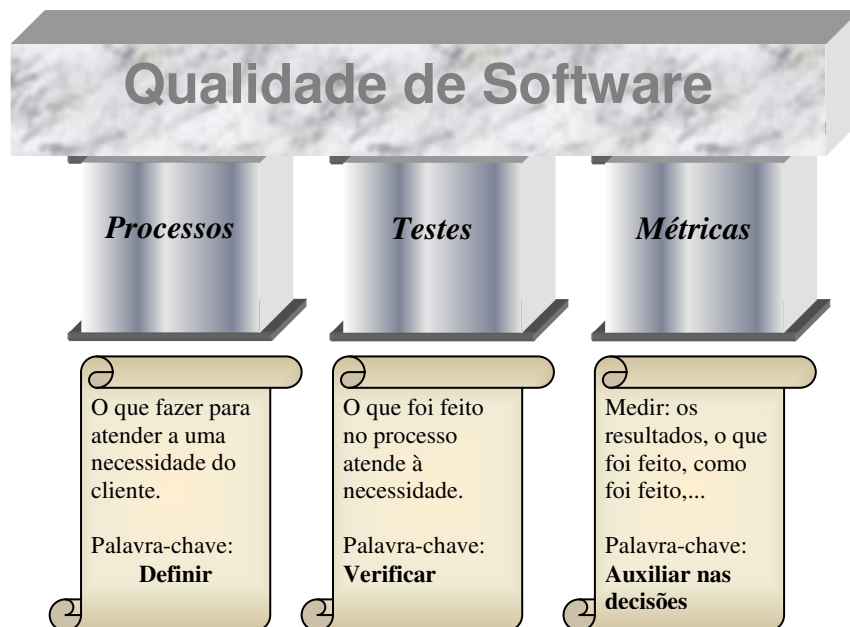 Qualidade de Software
Processos
Testes
Métricas
O que fazer para
atender a uma
necessidade do
cliente.
Palavra-chave:
Definir
O que foi feito
no processo
atende à
necessidade.
Palavra-chave:
Verificar
Medir: os
resultados, o que
foi feito, como
foi feito,...
Palavra-chave:
Auxiliar nas
decisões